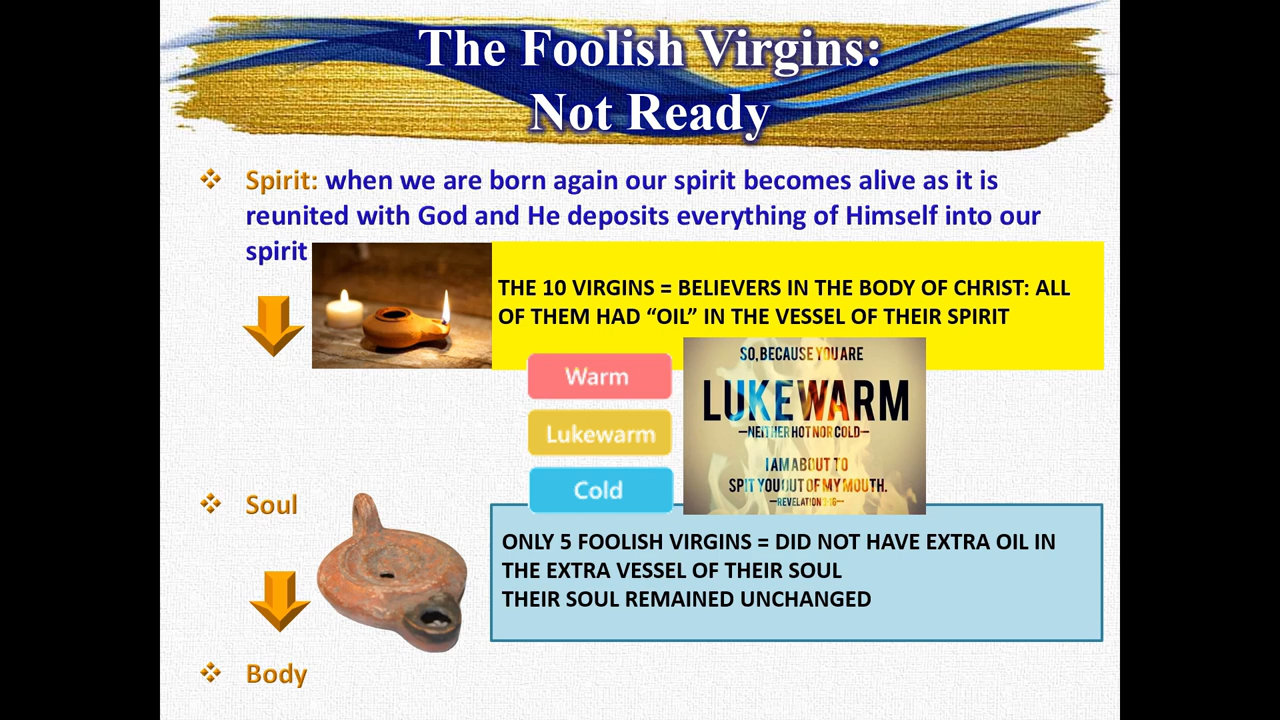 The Foolish Virgins:
Not Ready
Spirit: when we are born again our spirit becomes alive as it is
reunited with God and He deposits everything of Himself into our
spirit
THE 10 VIRGINS = BELIEVERS IN THE BODY OF CHRIST: ALL
OF THEM HAD “OIL” IN THE VESSEL OF THEIR SPIRIT
Warm
Lukewarm
Cold
SO, BECAUSE YOU ARE
LUKEWARM
—NEITHER HOT NOR COLD—
I AM ABOUT TO
SPIT YOU OUT OF MY MOUTH.
—REVELATION 3:16—
Soul
ONLY 5 FOOLISH VIRGINS = DID NOT HAVE EXTRA OIL IN
THE EXTRA VESSEL OF THEIR SOUL
THEIR SOUL REMAINED UNCHANGED
Body